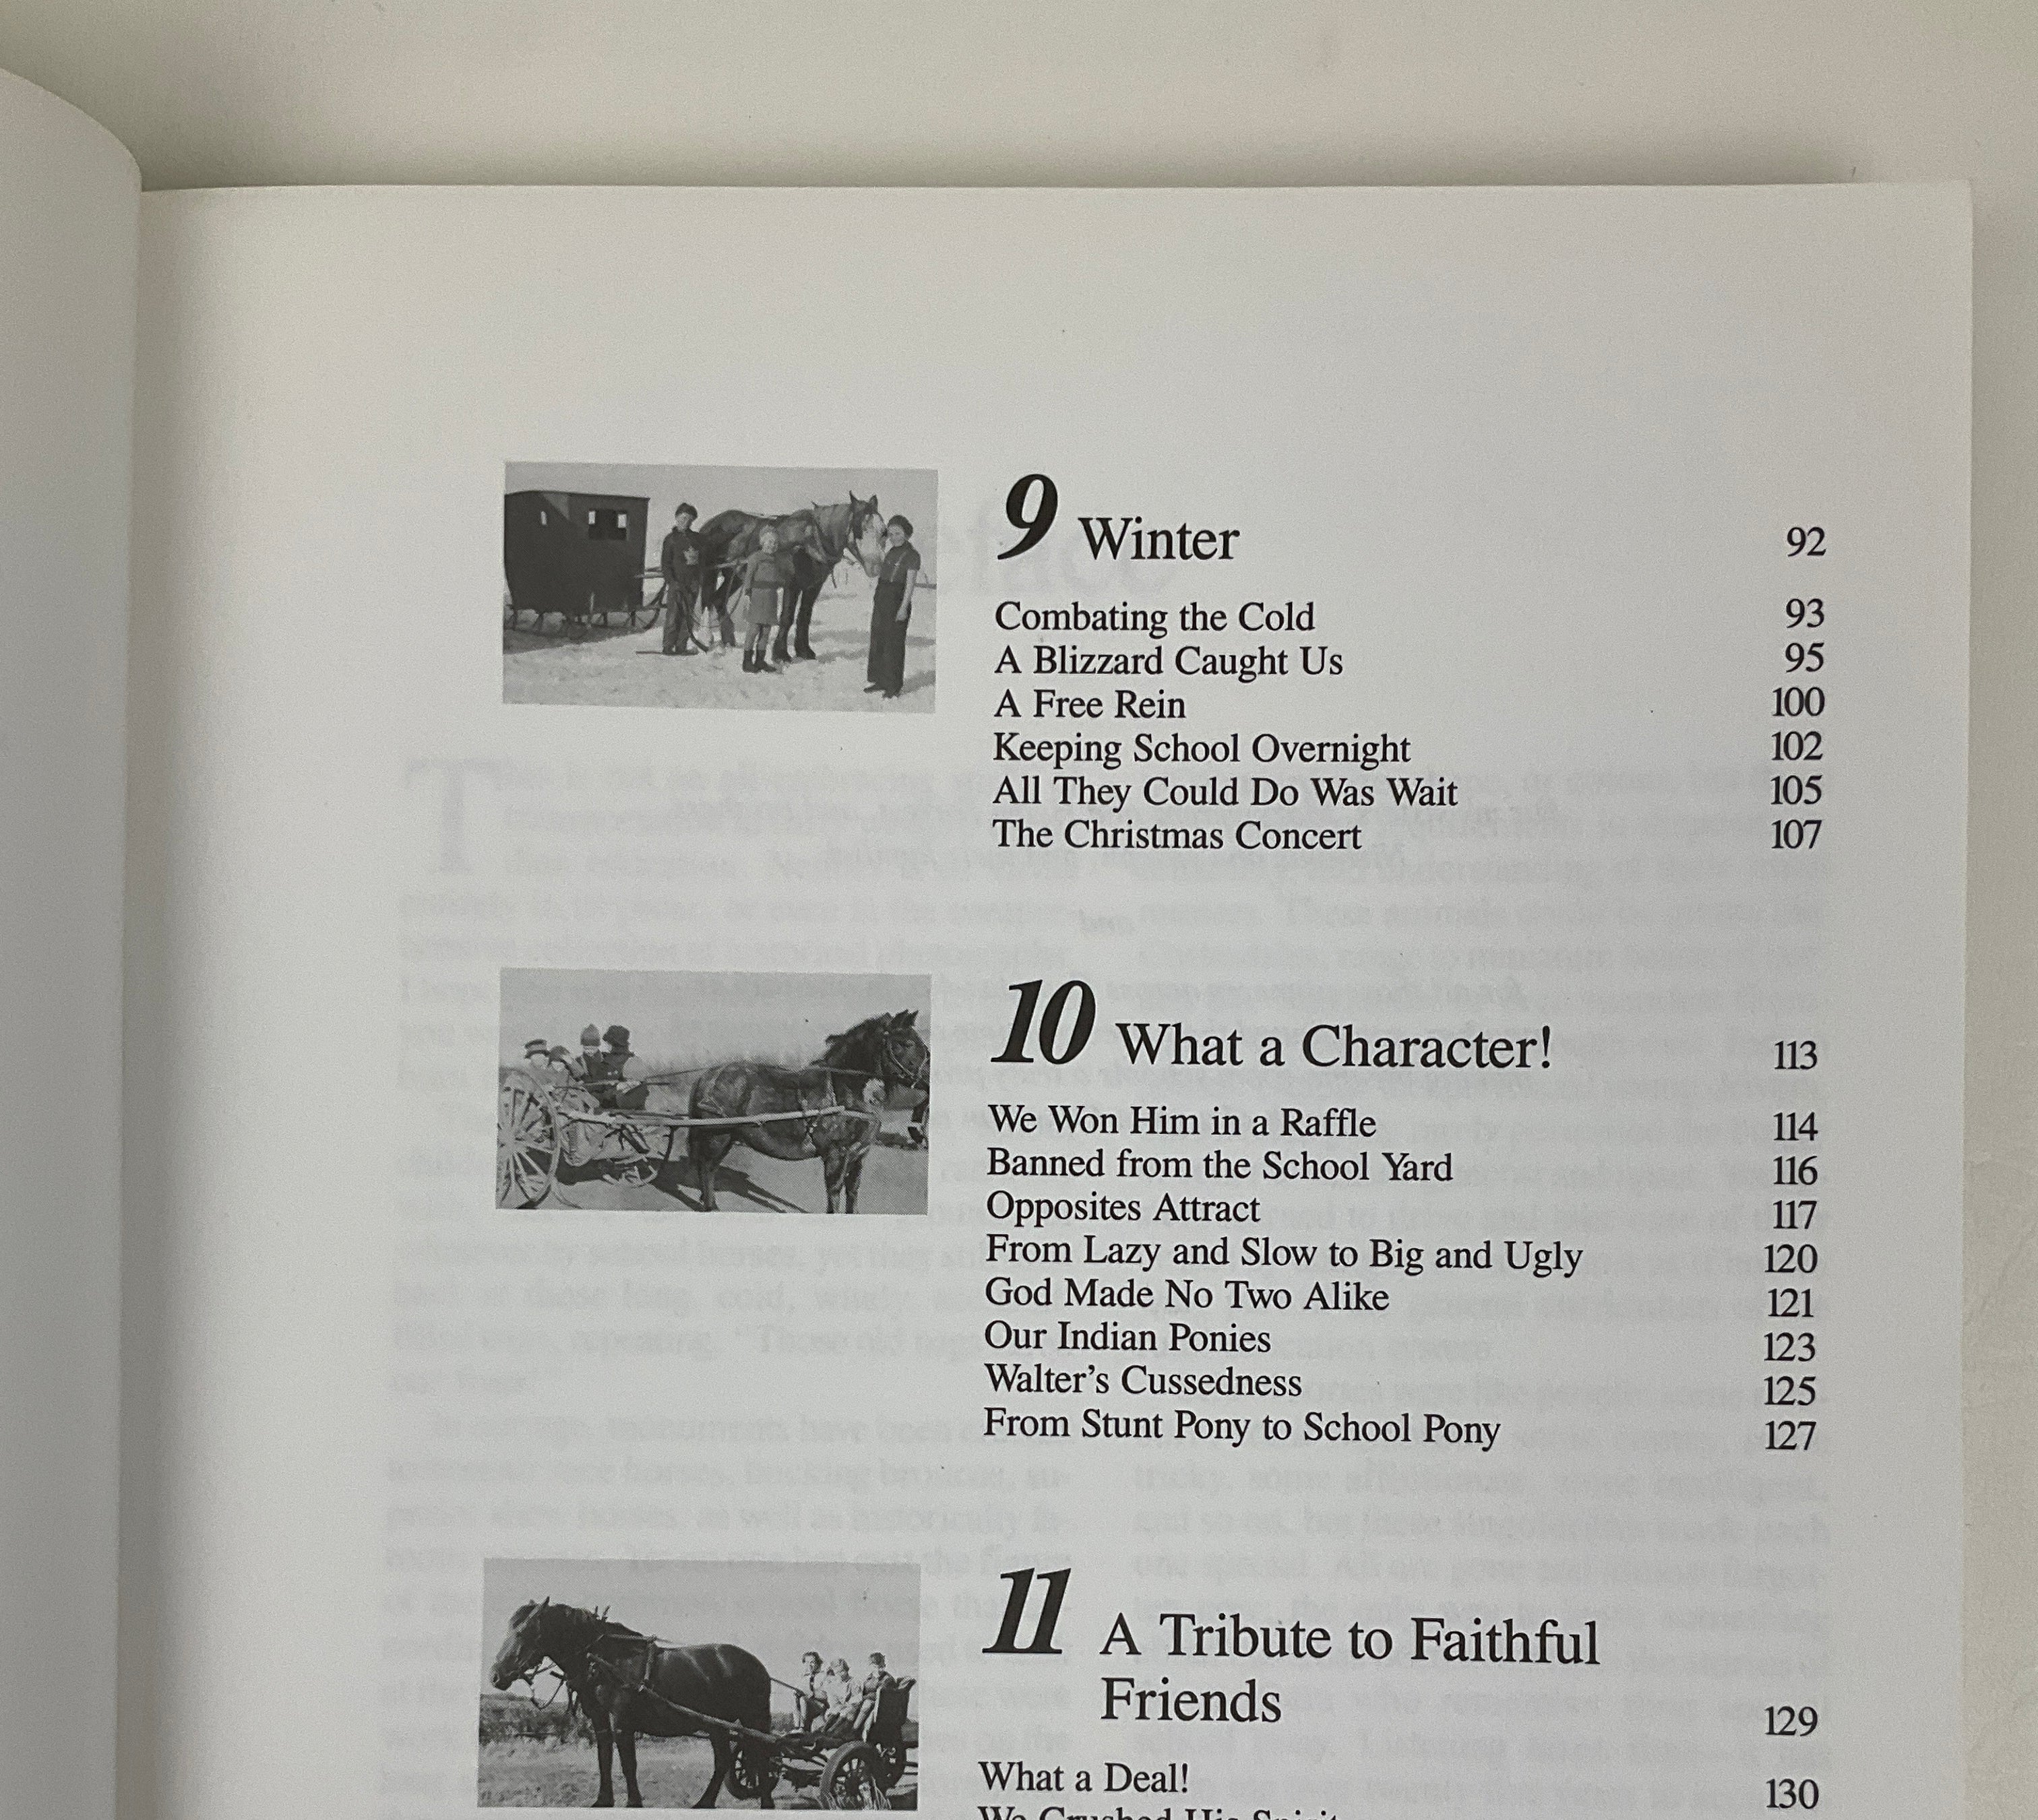 9 Winter 92
Combating the Cold 93
A Blizzard Caught Us 95
A Free Rein 100
Keeping School Overnight 102
All They Could Do Was Wait 105
The Christmas Concert 107
10 What a Character! 113
We Won Him in a Raffle 114
Banned from the School Yard 116
Opposites Attract 117
From Lazy and Slow to Big and Ugly 120
God Made No Two Alike 121
Our Indian Ponies 123
Walter's Cussedness 125
From Stunt Pony to School Pony 127
11 A Tribute to Faithful
Friends 129
What a Deal! 130
We Crushed His Spirit